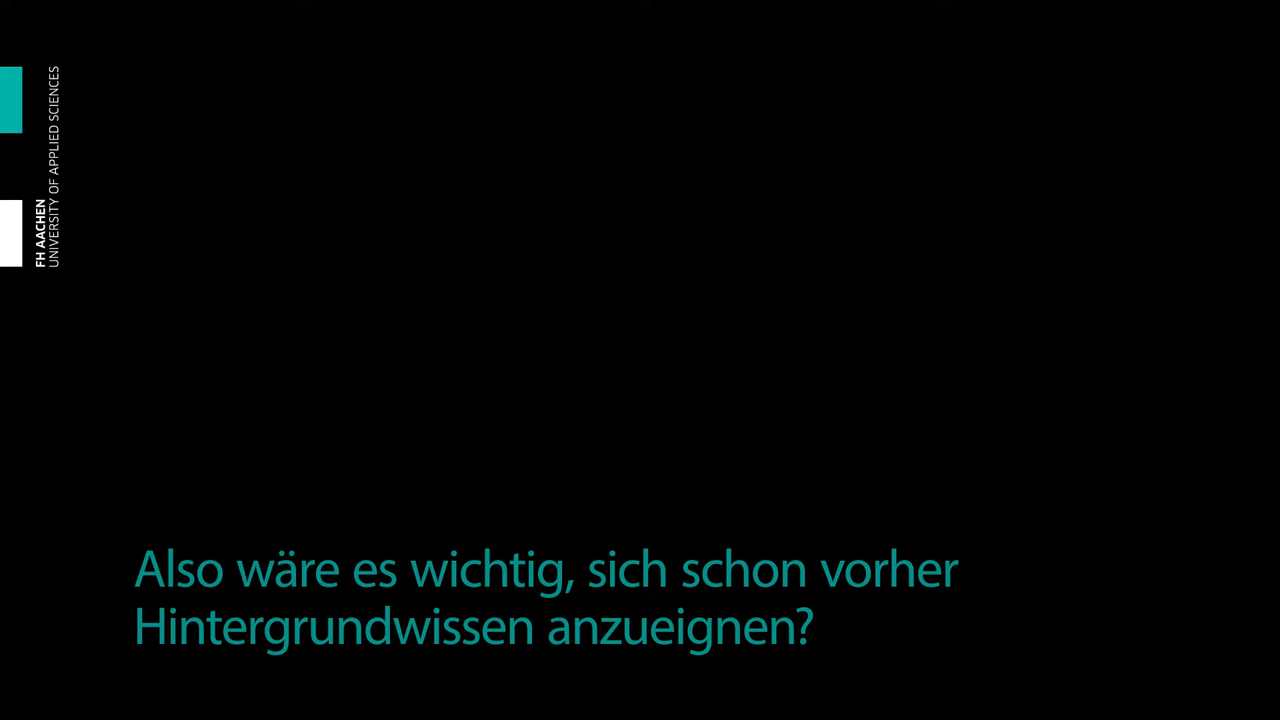 FH AACHEN
UNIVERSITY OF APPLIED SCIENCES
Also wäre es wichtig, sich schon vorher
Hintergrundwissen anzueignen?